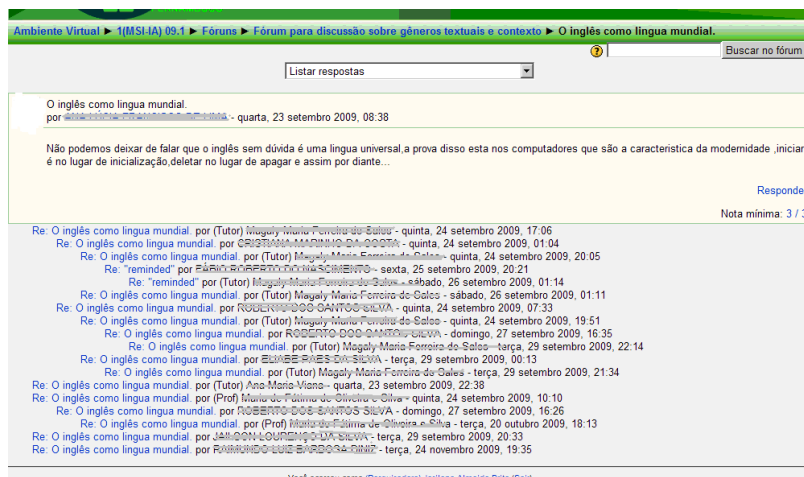 Ambiente Virtual ► 1(MSI-IA) 09.1 ► Fóruns ► Fórum para discussão sobre gêneros textuais e contexto ► O inglês como lingua mundial.
Buscar no fórum
Listar respostas
O inglês como lingua mundial.
por - quarta, 23 setembro 2009, 08:38
Não podemos deixar de falar que o inglês sem dúvida é uma lingua universal,a prova disso esta nos computadores que são a caracteristica da modernidade ,iniciar
é no lugar de inicialização,deletar no lugar de apagar e assim por diante...
Responde
Nota mínima: 3 / 3
Re: O inglês como lingua mundial. por (Tutor) - quinta, 24 setembro 2009, 17:06
Re: O inglês como lingua mundial. por - quinta, 24 setembro 2009, 01:04
Re: O inglês como lingua mundial. por (Tutor) - quinta, 24 setembro 2009, 20:05
Re: "reminded" por - sexta, 25 setembro 2009, 20:21
Re: "reminded" por (Tutor) - sábado, 26 setembro 2009, 01:14
Re: O inglês como lingua mundial. por (Tutor) - sábado, 26 setembro 2009, 01:11
Re: O inglês como lingua mundial. por - quinta, 24 setembro 2009, 07:33
Re: O inglês como lingua mundial. por (Tutor) - quinta, 24 setembro 2009, 19:51
Re: O inglês como lingua mundial. por - domingo, 27 setembro 2009, 16:35
Re: O inglês como lingua mundial. por (Tutor) - terça, 29 setembro 2009, 22:14
Re: O inglês como lingua mundial. por - terça, 29 setembro 2009, 00:13
Re: O inglês como lingua mundial. por (Tutor) - terça, 29 setembro 2009, 21:34
Re: O inglês como lingua mundial. por (Tutor) - quarta, 23 setembro 2009, 22:38
Re: O inglês como lingua mundial. por (Prof) - quinta, 24 setembro 2009, 10:10
Re: O inglês como lingua mundial. por - domingo, 27 setembro 2009, 16:26
Re: O inglês como lingua mundial. por (Prof) - terça, 20 outubro 2009, 18:13
Re: O inglês como lingua mundial. por - terça, 29 setembro 2009, 20:33
Re: O inglês como lingua mundial. por - terça, 24 novembro 2009, 19:35